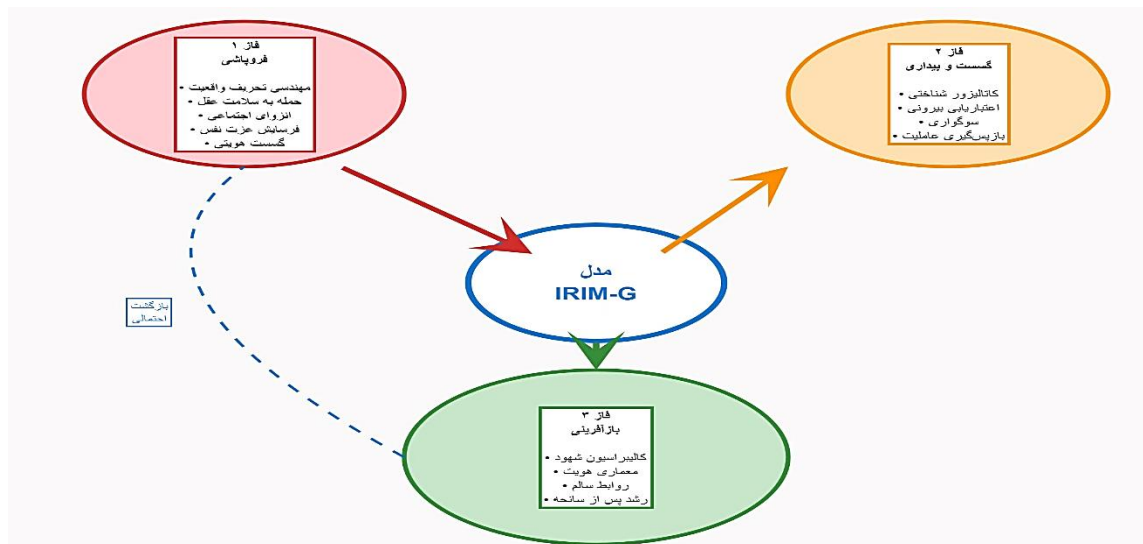 فاز ۱
فروپاشی
• مهندسی تحریف واقعیت
• حمله به سلامت عقل
• انزوای اجتماعی
• فرسایش عزت نفس
• گسست هویتی
فاز ۲
گسست و بیداری
• کاتالیزور شناختی
• اعتباریابی بیرونی
• سوگواری
• بازپس‌گیری عاملیت
مدل
IRIM-G
بازگشت
احتمالی
فاز ۳
بازآفرینی
• کالیبراسیون شهود
• معماری هویت
• روابط سالم
• رشد پس از سانحه